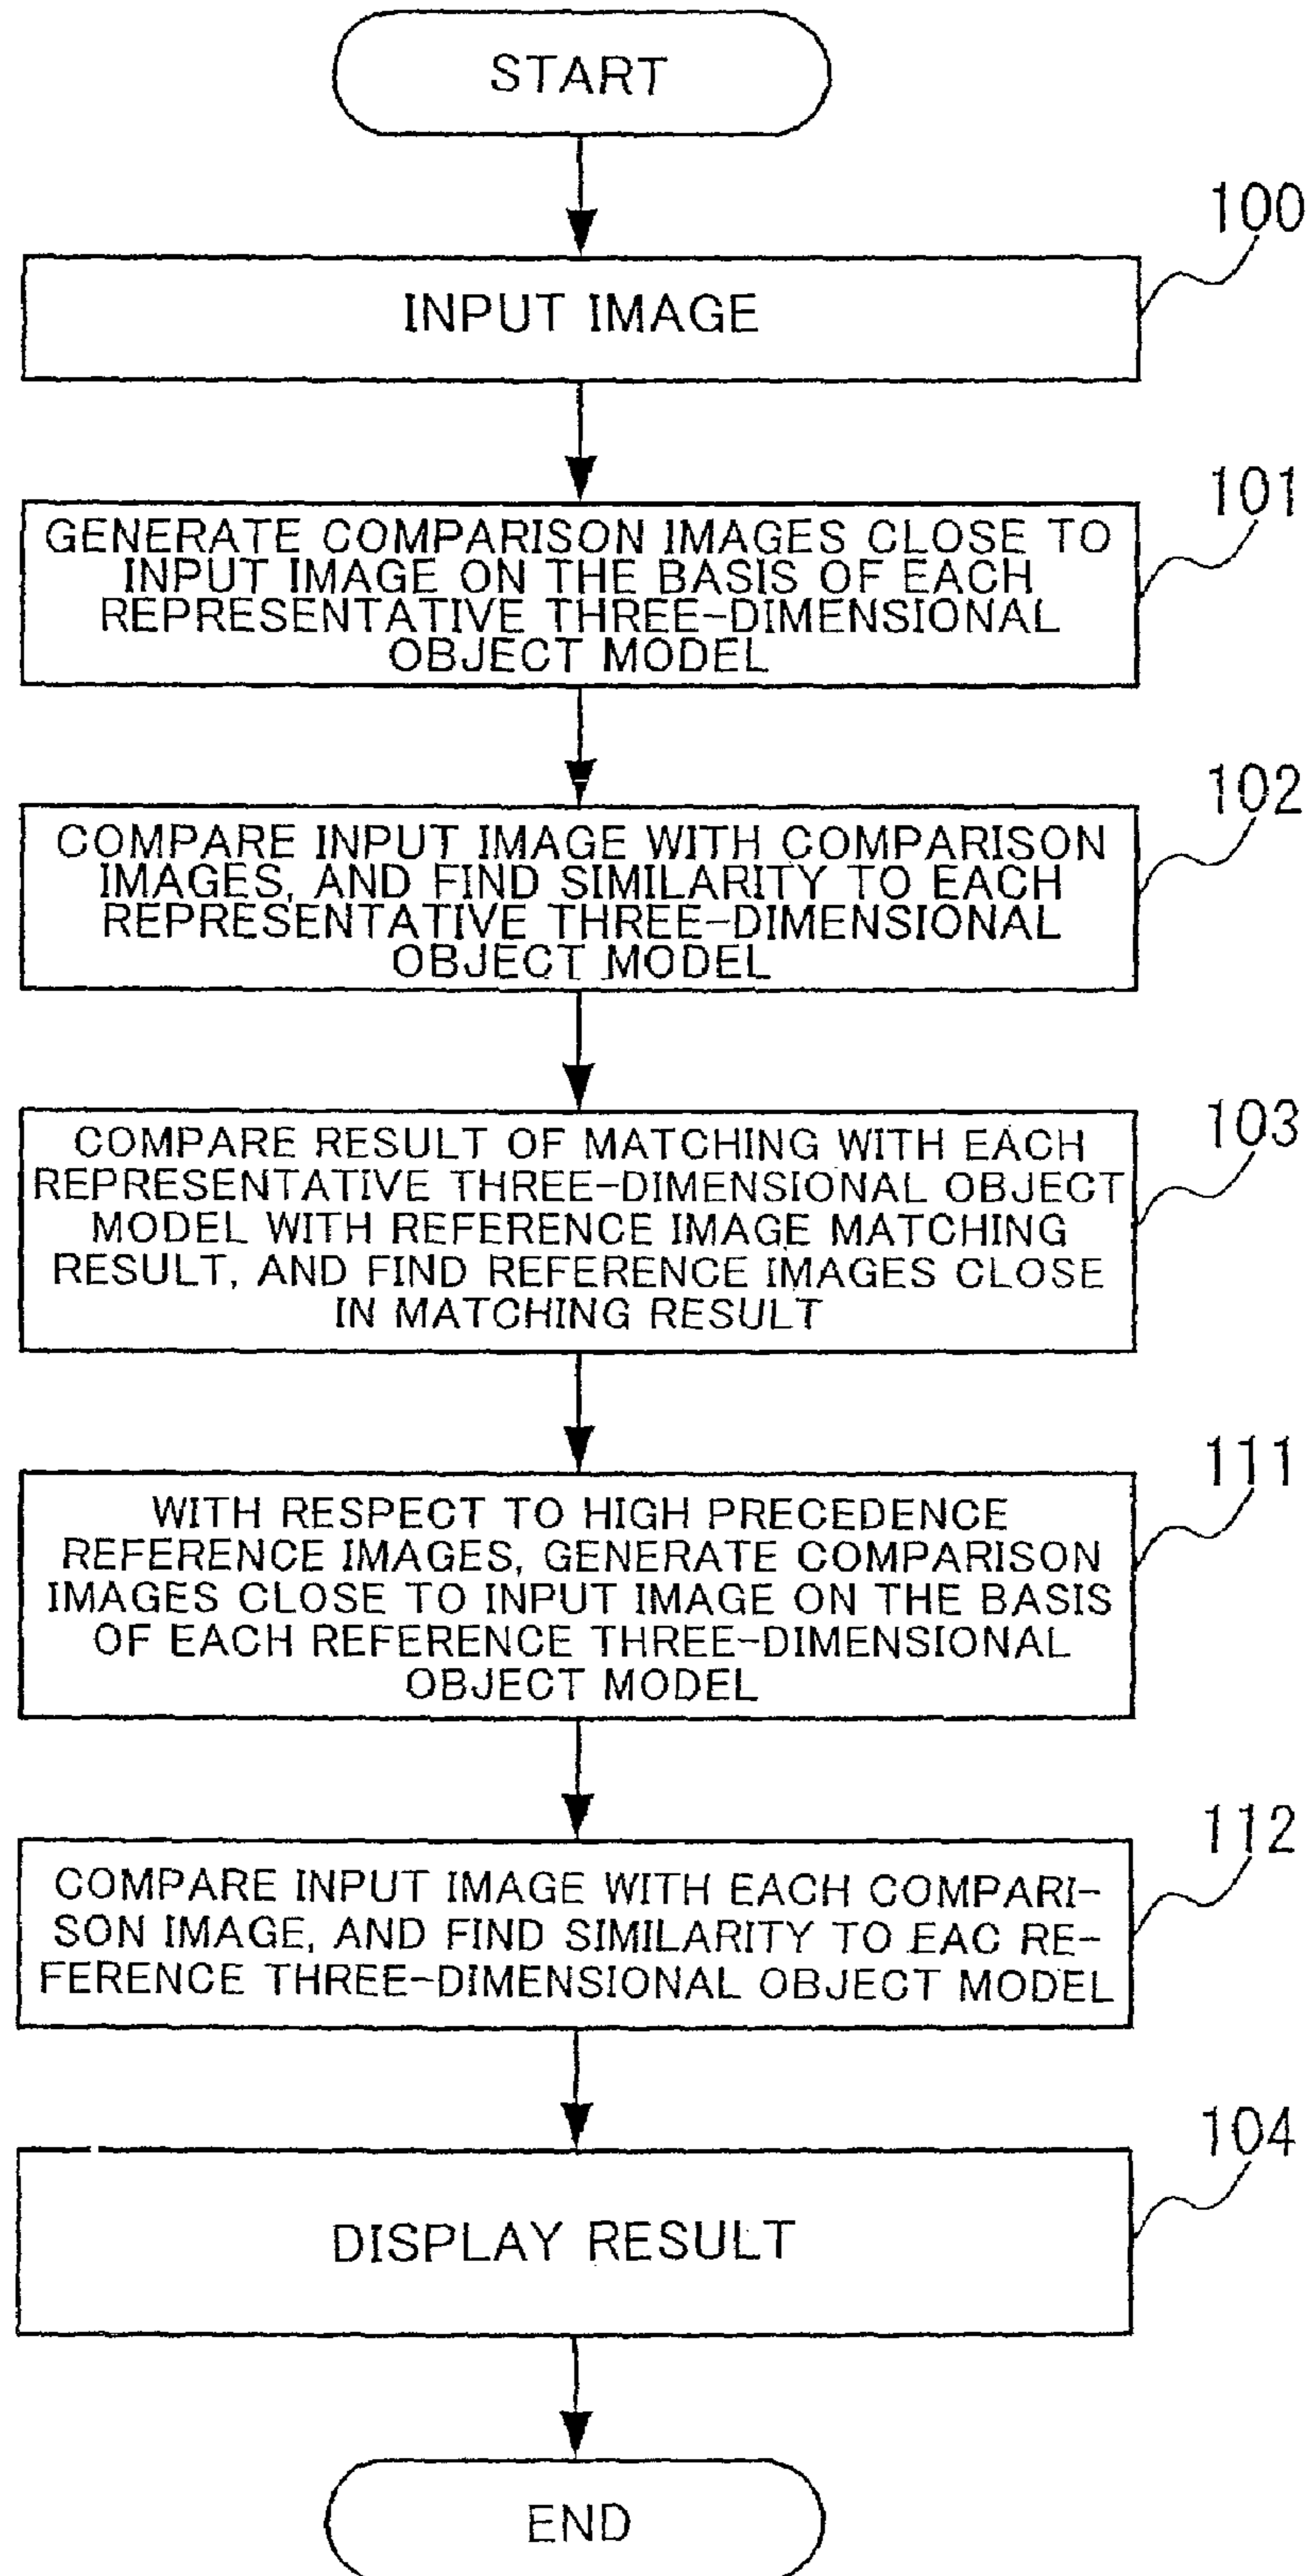 START
100
INPUT IMAGE
101
GENERATE COMPARISON IMAGES CLOSE TO
INPUT IMAGE ON THE BASIS OF EACH
REPRESENTATIVE THREE-DIMENSIONAL
OBJECT MODEL
102
COMPARE INPUT IMAGE WITH COMPARISON
IMAGES, AND FIND SIMILARITY TO EACH
REPRESENTATIVE THREE-DIMENSIONAL
OBJECT MODEL
103
COMPARE RESULT OF MATCHING WITH EACH
REPRESENTATIVE THREE-DIMENSIONAL OBJECT
MODEL WITH REFERENCE IMAGE MATCHING
RESULT, AND FIND REFERENCE IMAGES CLOSE
IN MATCHING RESULT
111
WITH RESPECT TO HIGH PRECEDENCE
REFERENCE IMAGES, GENERATE COMPARISON
IMAGES CLOSE TO INPUT IMAGE ON THE BASIS
OF EACH REFERENCE THREE-DIMENSIONAL
OBJECT MODEL
112
COMPARE INPUT IMAGE WITH EACH COMPARI-
SON IMAGE, AND FIND SIMILARITY TO EAC RE-
FERENCE THREE-DIMENSIONAL OBJECT MODEL
104
DISPLAY RESULT
END